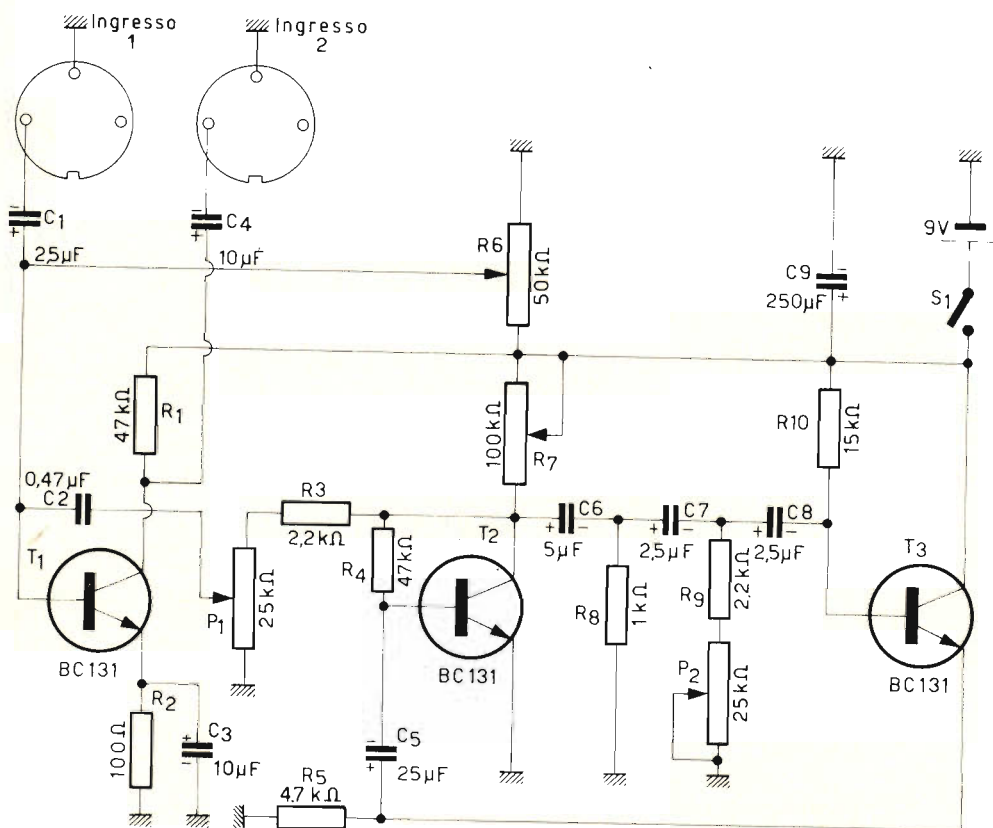 Ingresso
1
Ingresso
2
- C1
+
2,5µF
- C4
+
10µF
R6
50kΩ
C9 -
250µF +
9V
S1
47kΩ
R1
100kΩ
R7
R10
15kΩ
0,47µF
C2
R3
2,2kΩ
T1
T2
C6
+ -
5µF
C7
+ -
2,5µF
C8
+ -
2,5µF
T3
R4
47kΩ
P1
25kΩ
R8
1kΩ
R9
2,2kΩ
BC131
BC131
BC131
P2
25kΩ
R2
100Ω
+ C3
-
10µF
- C5
+
25µF
R5
4,7kΩ